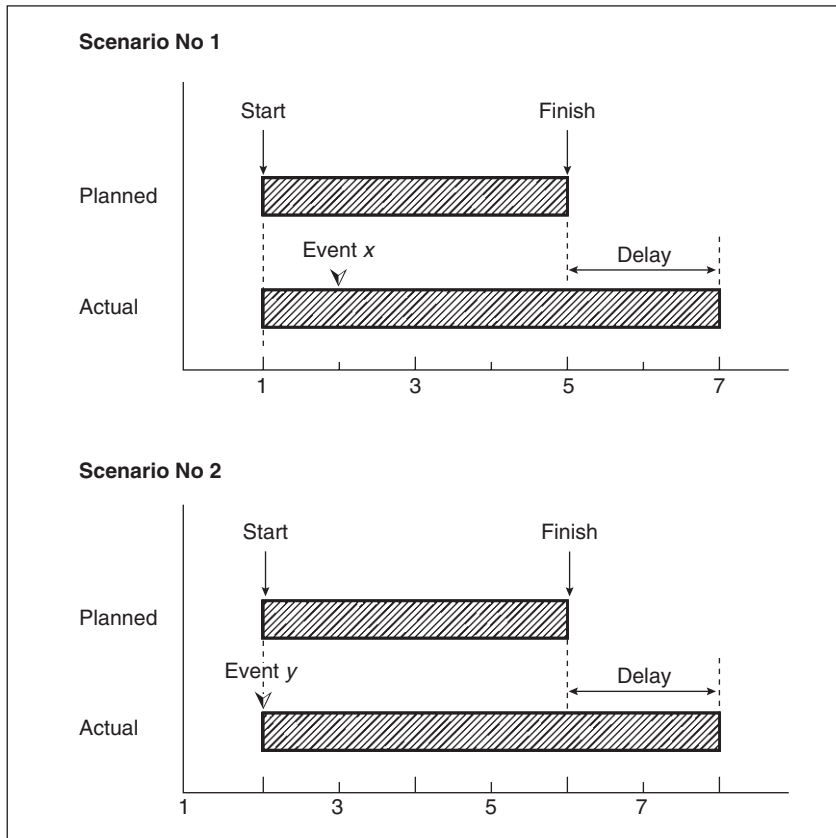 Scenario No 1
Start Finish
Planned
Event x
Delay
Actual
1 3 5 7
Scenario No 2
Start Finish
Planned
Event y
Delay
Actual
1 3 5 7